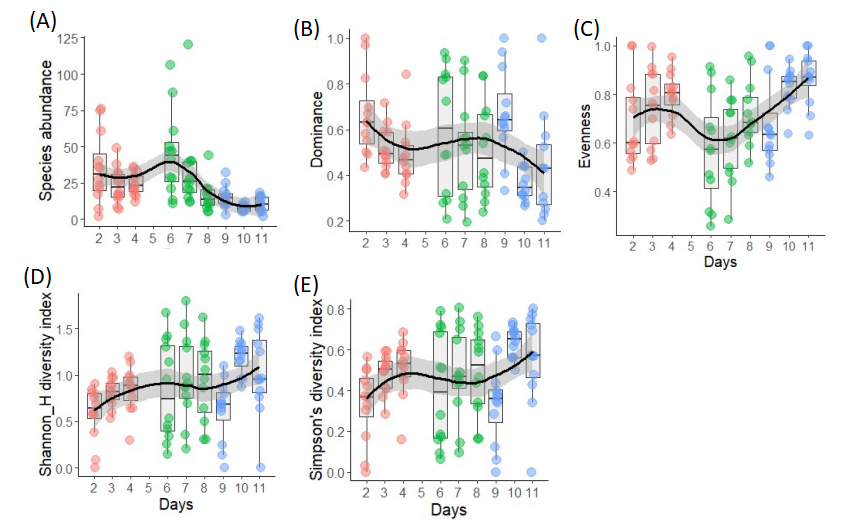 (A)
Species abundance
125
100
75
50
25
0
2 3 4 5 6 7 8 9 10 11
(B)
Dominance
1.0
0.8
0.6
0.4
0.2
2 3 4 5 6 7 8 9 10 11
(C)
Evenness
1.0
0.8
0.6
0.4
2 3 4 5 6 7 8 9 10 11
Days
(D)
Shannon_H diversity index
1.5
1.0
0.5
0.0
2 3 4 5 6 7 8 9 10 11
Days
(E)
Simpson's diversity index
0.8
0.6
0.4
0.2
0.0
2 3 4 5 6 7 8 9 10 11
Days